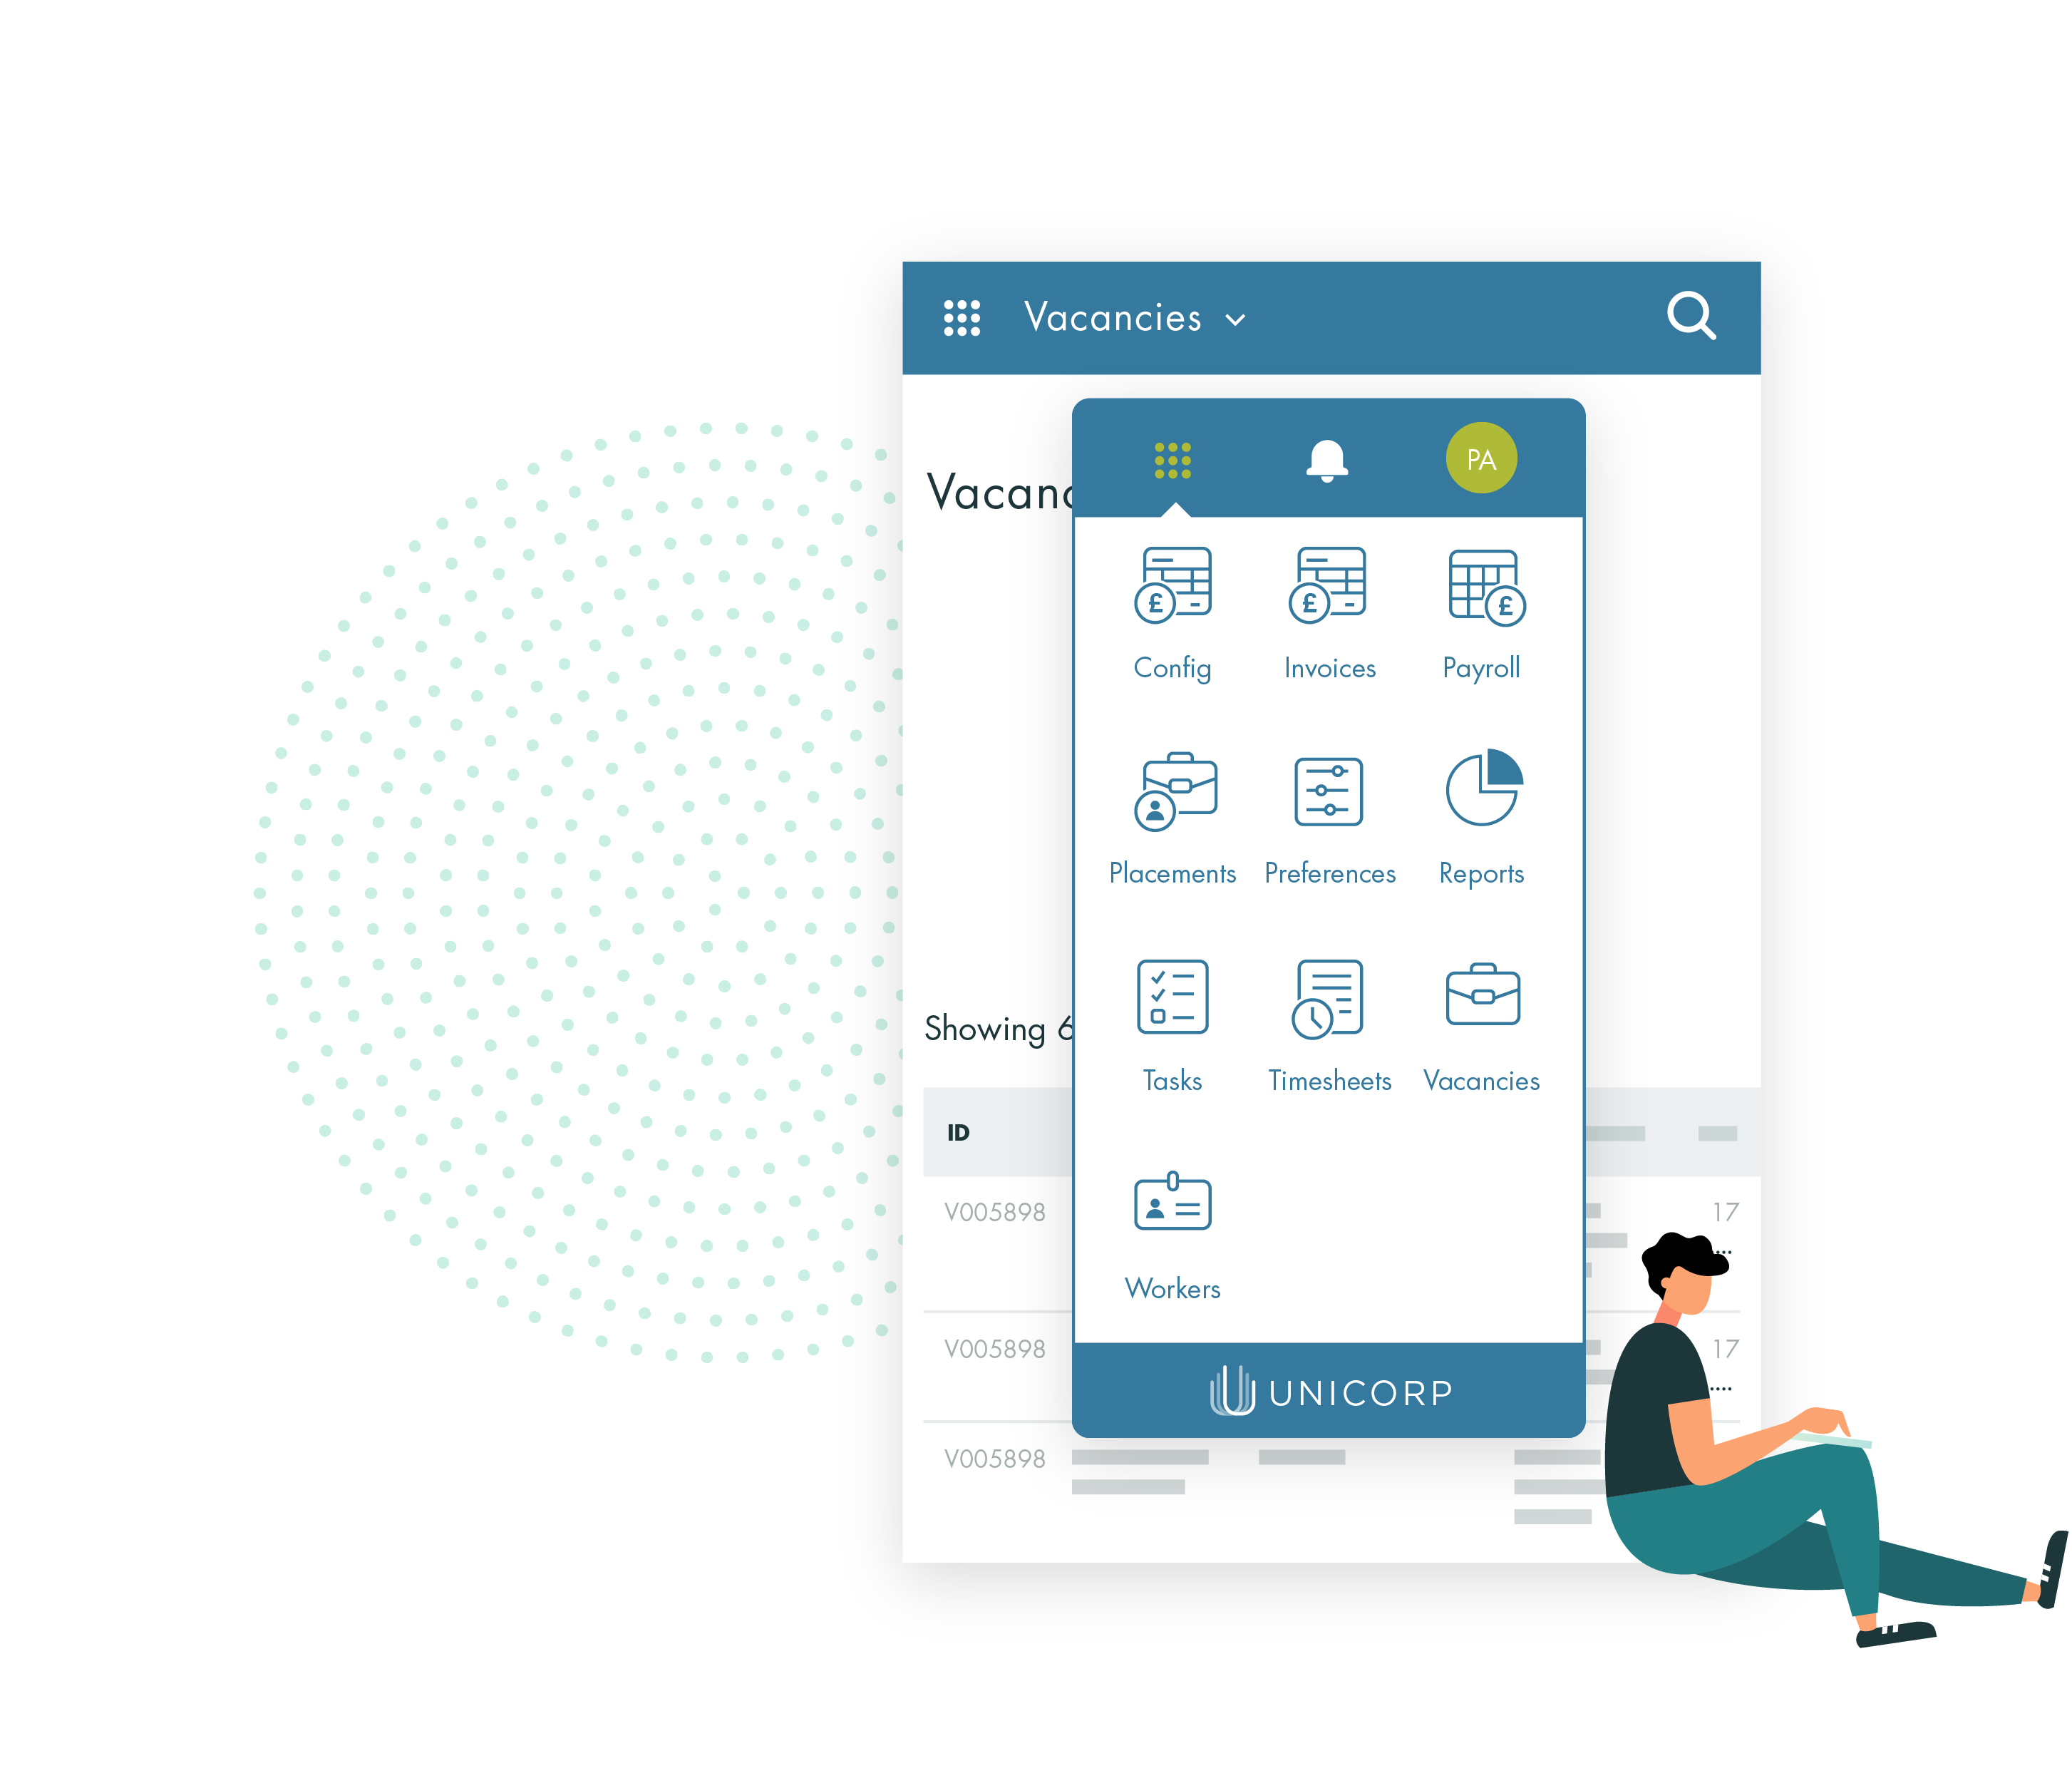 Vacancies
PA
Vacanc
£ £ £
Config Invoices Payroll
Placements Preferences Reports
Showing 6
Tasks Timesheets Vacancies
ID
V005898 17
....
Workers
V005898 17
....
UNICORP
V005898